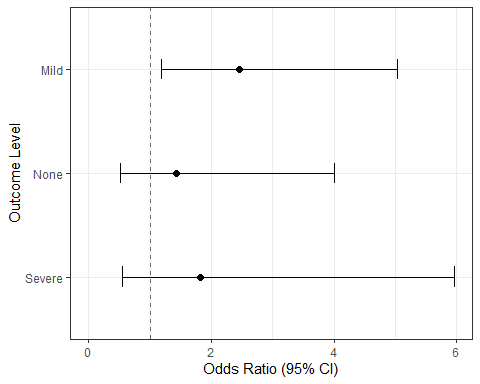 Mild
None
Severe
Outcome Level
0 2 4 6
Odds Ratio (95% CI)